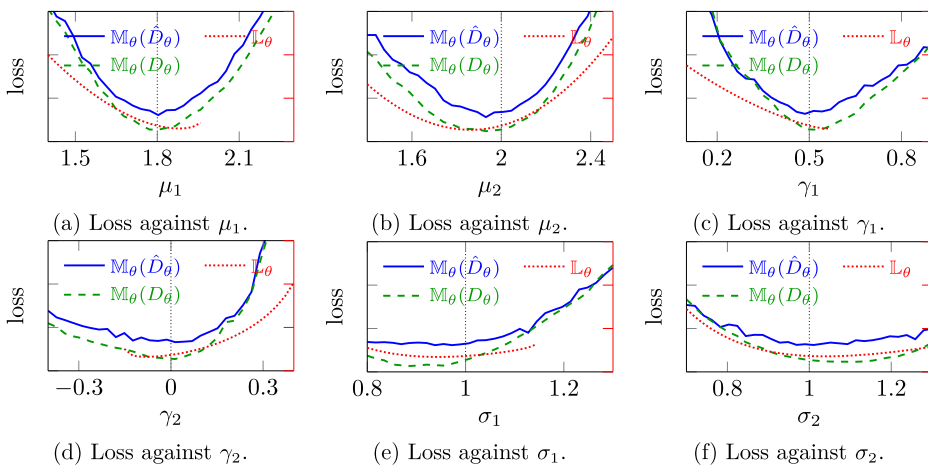 loss
𝕄θ(D̂θ) 𝕃θ
𝕄θ(Dθ)
1.5 1.8 2.1
μ1
(a) Loss against μ1.
loss
𝕄θ(D̂θ) 𝕃θ
𝕄θ(Dθ)
1.6 2 2.4
μ2
(b) Loss against μ2.
loss
𝕄θ(D̂θ) 𝕃θ
𝕄θ(Dθ)
0.2 0.5 0.8
γ1
(c) Loss against γ1.
loss
𝕄θ(D̂θ) 𝕃θ
𝕄θ(Dθ)
−0.3 0 0.3
γ2
(d) Loss against γ2.
loss
𝕄θ(D̂θ) 𝕃θ
𝕄θ(Dθ)
0.8 1 1.2
σ1
(e) Loss against σ1.
loss
𝕄θ(D̂θ) 𝕃θ
𝕄θ(Dθ)
0.8 1 1.2
σ2
(f) Loss against σ2.